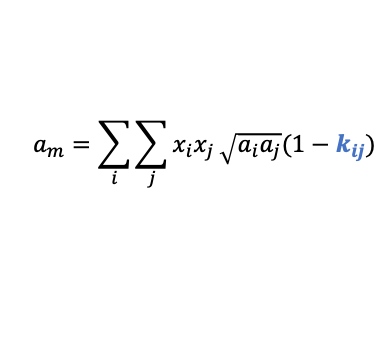 a_m = ∑_i ∑_j x_i x_j √(a_i a_j) (1 − k_ij)